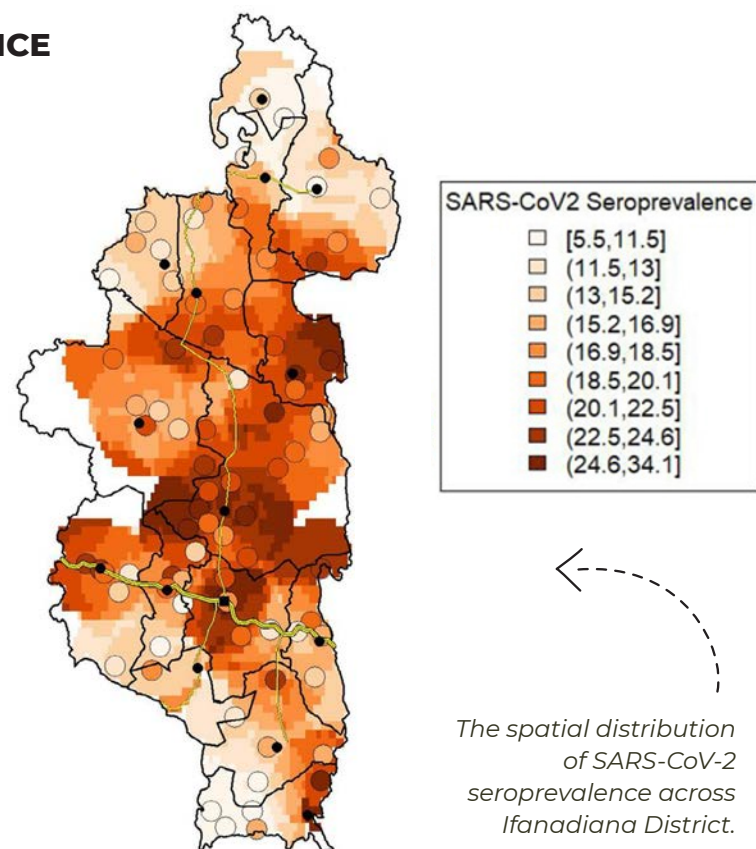 SARS-CoV2 Seroprevalence
[5.5,11.5]
(11.5,13]
(13,15.2]
(15.2,16.9]
(16.9,18.5]
(18.5,20.1]
(20.1,22.5]
(22.5,24.6]
(24.6,34.1]
The spatial distribution
of SARS-CoV-2
seroprevalence across
Ifanadiana District.